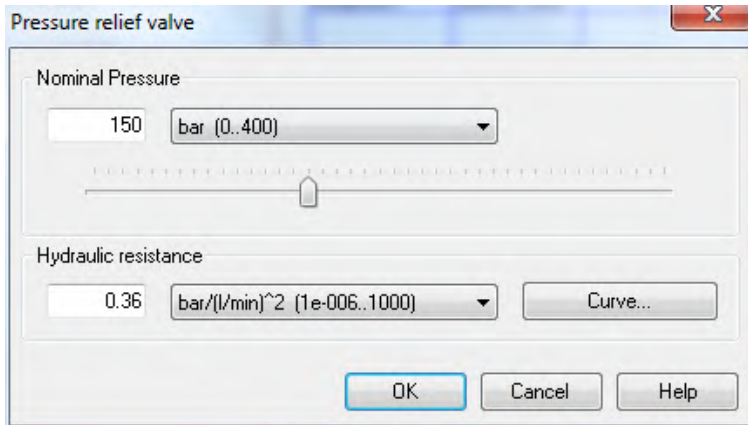 Pressure relief valve
Nominal Pressure
150 bar (0..400)
Hydraulic resistance
0.36 bar/(l/min)^2 (1e-006..1000) Curve...
OK Cancel Help